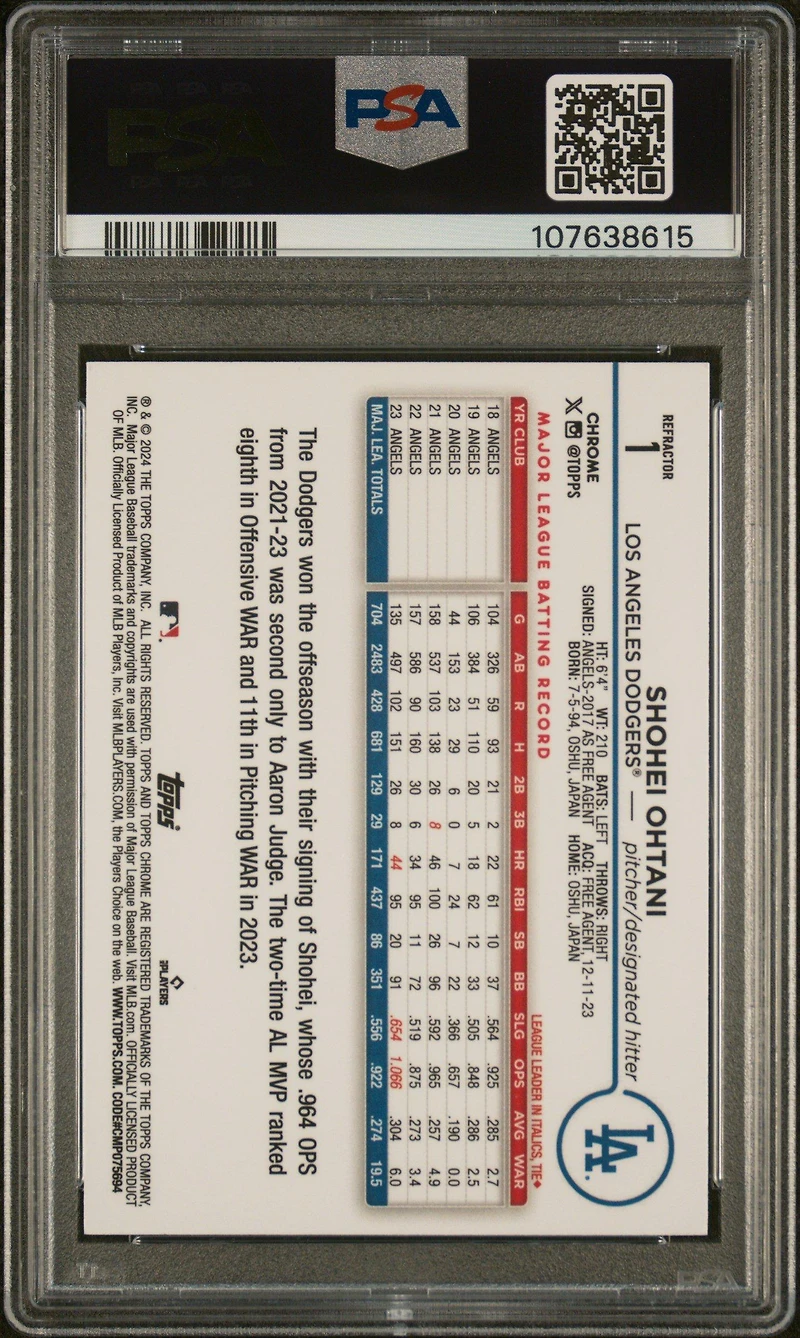 PSA
107638615
REFRACTOR
1
SHOHEI OHTANI
LOS ANGELES DODGERS® — pitcher/designated hitter
LA
CHROME
X @TOPPS
HT: 6'4" WT: 210 BATS: LEFT THROWS: RIGHT
SIGNED: ANGELS-2017 AS FREE AGENT ACQ: FREE AGENT, 12-11-23
BORN: 7-5-94, OSHU, JAPAN HOME: OSHU, JAPAN
MAJOR LEAGUE BATTING RECORD
LEAGUE LEADER IN ITALICS, TIE◆
YR CLUB G AB R H 2B 3B HR RBI SB BB SLG OPS AVG WAR
18 ANGELS 104 326 59 93 21 2 22 61 10 37 .564 .925 .285 2.7
19 ANGELS 106 384 51 110 20 5 18 62 12 33 .505 .848 .286 2.5
20 ANGELS 44 153 23 29 6 0 7 24 7 22 .366 .657 .190 0.0
21 ANGELS 158 537 103 138 26 8 46 100 26 96 .592 .965 .257 4.9
22 ANGELS 157 586 90 160 30 6 34 95 11 72 .519 .875 .273 3.4
23 ANGELS 135 497 102 151 26 8 44 95 20 91 .654 1.066 .304 6.0
MAJ. LEA. TOTALS 704 2483 428 681 129 29 171 437 86 351 .556 .922 .274 19.5
The Dodgers won the offseason with their signing of Shohei, whose .964 OPS
from 2021-23 was second only to Aaron Judge. The two-time AL MVP ranked
eighth in Offensive WAR and 11th in Pitching WAR in 2023.
topps
PLAYERS
® & © 2024 THE TOPPS COMPANY, INC. ALL RIGHTS RESERVED. TOPPS AND TOPPS CHROME ARE REGISTERED TRADEMARKS OF THE TOPPS COMPANY,
INC. Major League Baseball trademarks and copyrights are used with permission of Major League Baseball. Visit MLB.com. OFFICIALLY LICENSED PRODUCT
OF MLB. Officially Licensed Product of MLB Players, Inc. Visit MLBPLAYERS.COM, the Players Choice on the web. WWW.TOPPS.COM. CODE#CMP075694
PSA